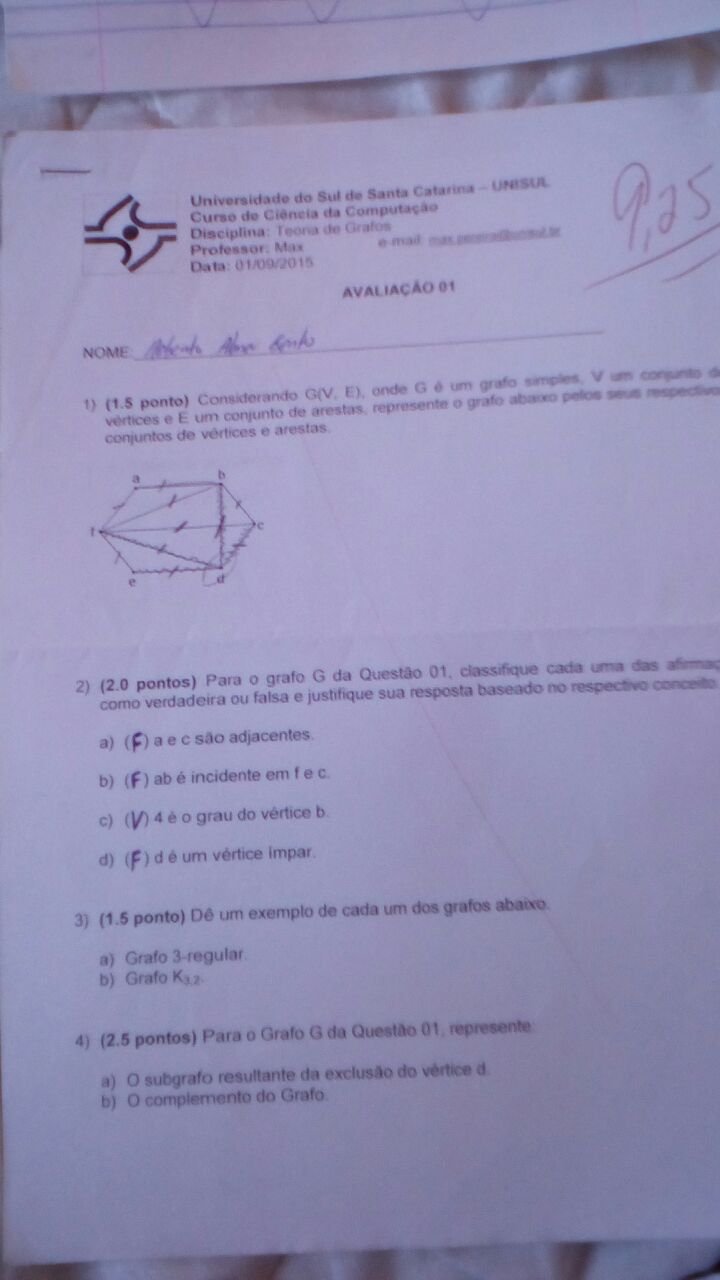 Universidade do Sul de Santa Catarina – UNISUL
Curso de Ciência da Computação
Disciplina: Teoria de Grafos
Professor: Max e-mail: max.pereira@unisul.br
Data: 01/09/2015
9,25
AVALIAÇÃO 01
NOME
1) (1.5 ponto) Considerando G(V, E), onde G é um grafo simples, V um conjunto de
vértices e E um conjunto de arestas, represente o grafo abaixo pelos seus respectivo
conjuntos de vértices e arestas.
a b
f c
e d
2) (2.0 pontos) Para o grafo G da Questão 01, classifique cada uma das afirmaç
como verdadeira ou falsa e justifique sua resposta baseado no respectivo conceito
a) (F) a e c são adjacentes.
b) (F) ab é incidente em f e c.
c) (V) 4 é o grau do vértice b.
d) (F) d é um vértice ímpar.
3) (1.5 ponto) Dê um exemplo de cada um dos grafos abaixo.
a) Grafo 3-regular.
b) Grafo K3,2.
4) (2.5 pontos) Para o Grafo G da Questão 01, represente:
a) O subgrafo resultante da exclusão do vértice d.
b) O complemento do Grafo.